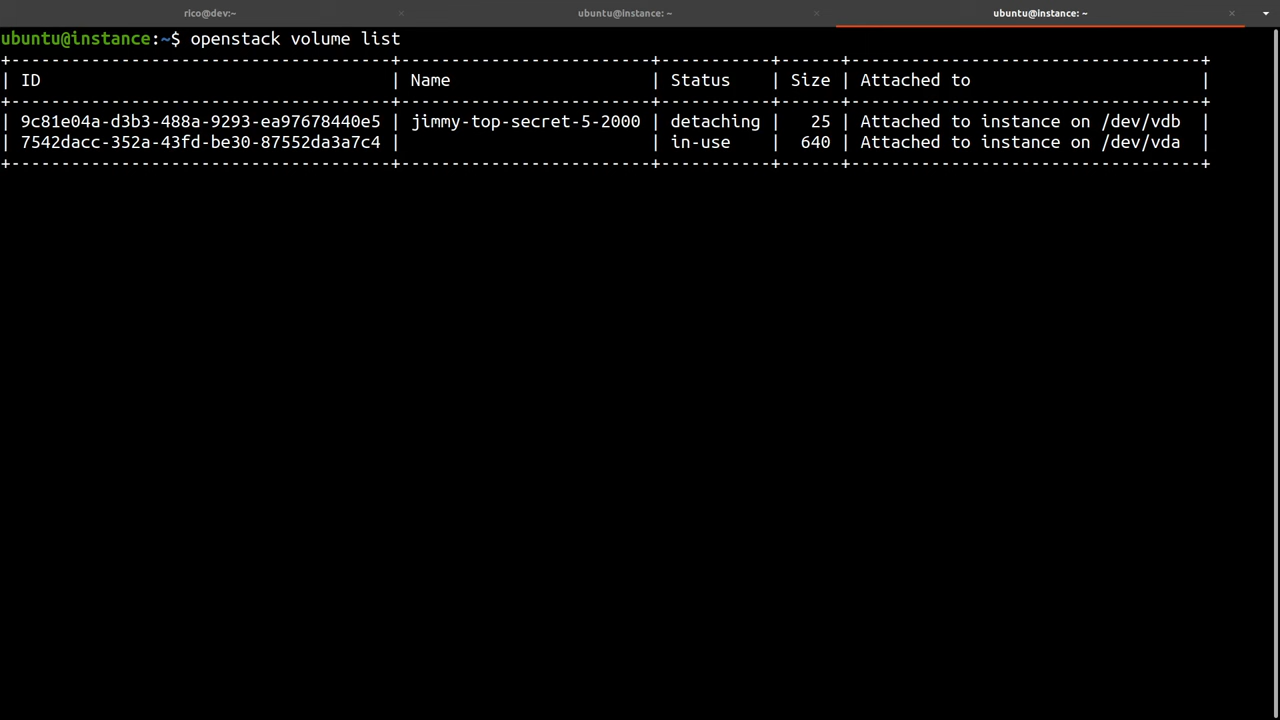 rico@dev:~ × ubuntu@instance: ~ × ubuntu@instance: ~ ×
ubuntu@instance:~$ openstack volume list
+--------------------------------------+-------------------------+-----------+------+-----------------------------------+
| ID                                   | Name                    | Status    | Size | Attached to                       |
+--------------------------------------+-------------------------+-----------+------+-----------------------------------+
| 9c81e04a-d3b3-488a-9293-ea97678440e5 | jimmy-top-secret-5-2000 | detaching |   25 | Attached to instance on /dev/vdb  |
| 7542dacc-352a-43fd-be30-87552da3a7c4 |                         | in-use    |  640 | Attached to instance on /dev/vda  |
+--------------------------------------+-------------------------+-----------+------+-----------------------------------+